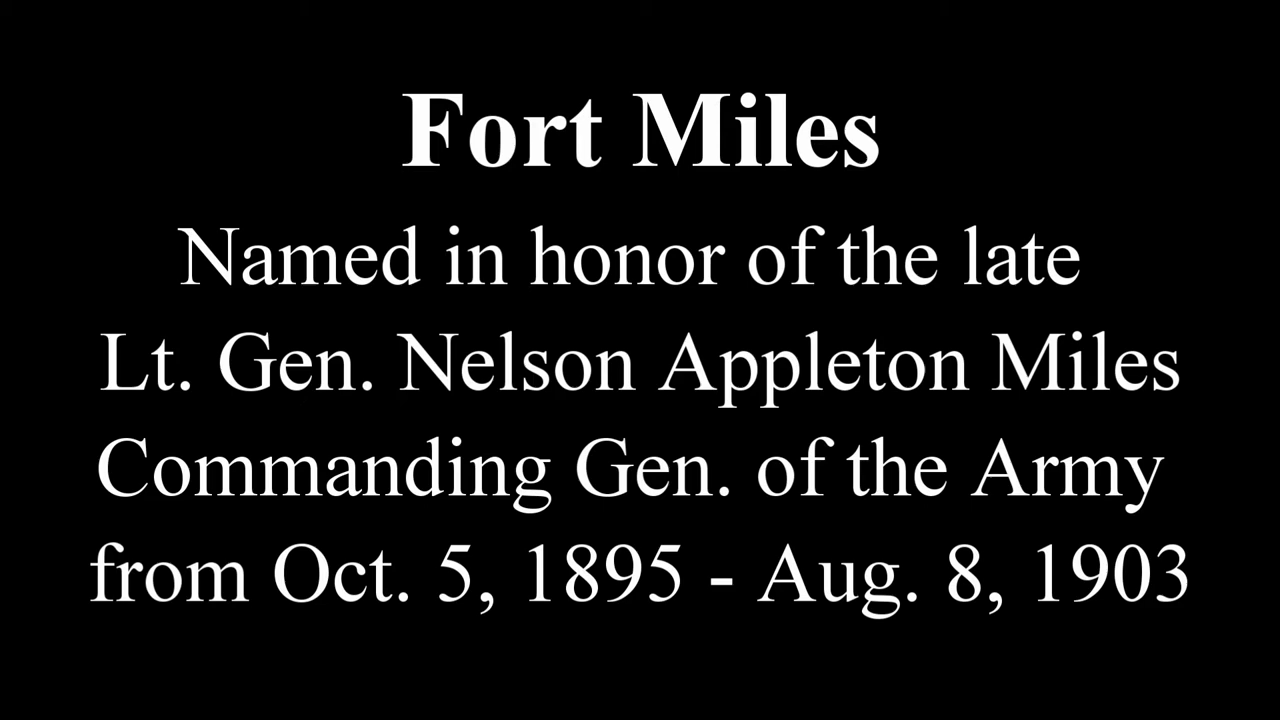 Fort Miles
Named in honor of the late
Lt. Gen. Nelson Appleton Miles
Commanding Gen. of the Army
from Oct. 5, 1895 - Aug. 8, 1903